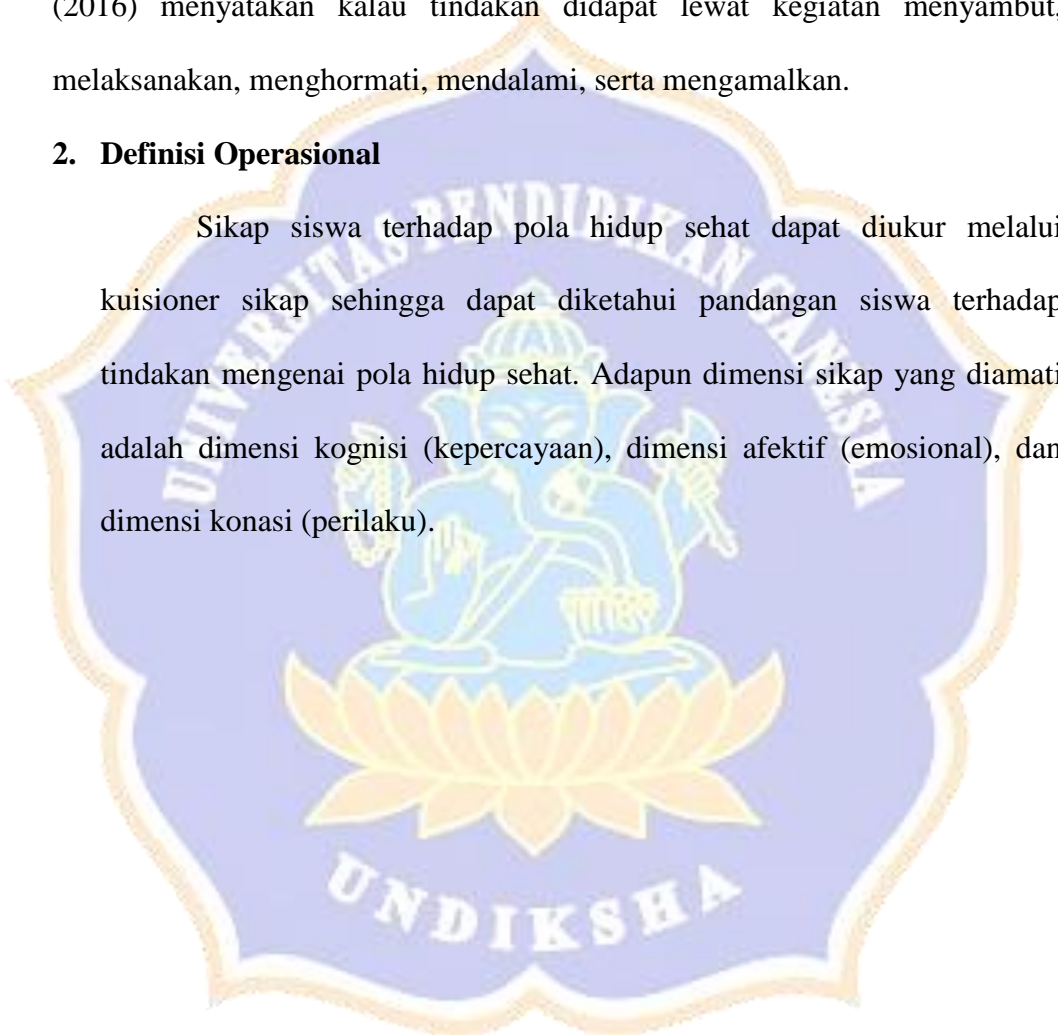 (2016) menyatakan kalau tindakan didapat lewat kegiatan menyambut,
melaksanakan, menghormati, mendalami, serta mengamalkan.
2. Definisi Operasional
Sikap siswa terhadap pola hidup sehat dapat diukur melalui
kuisioner sikap sehingga dapat diketahui pandangan siswa terhadap
tindakan mengenai pola hidup sehat. Adapun dimensi sikap yang diamati
adalah dimensi kognisi (kepercayaan), dimensi afektif (emosional), dan
dimensi konasi (perilaku).
UNIVERSITAS PENDIDIKAN GANESHA
UNDIKSHA